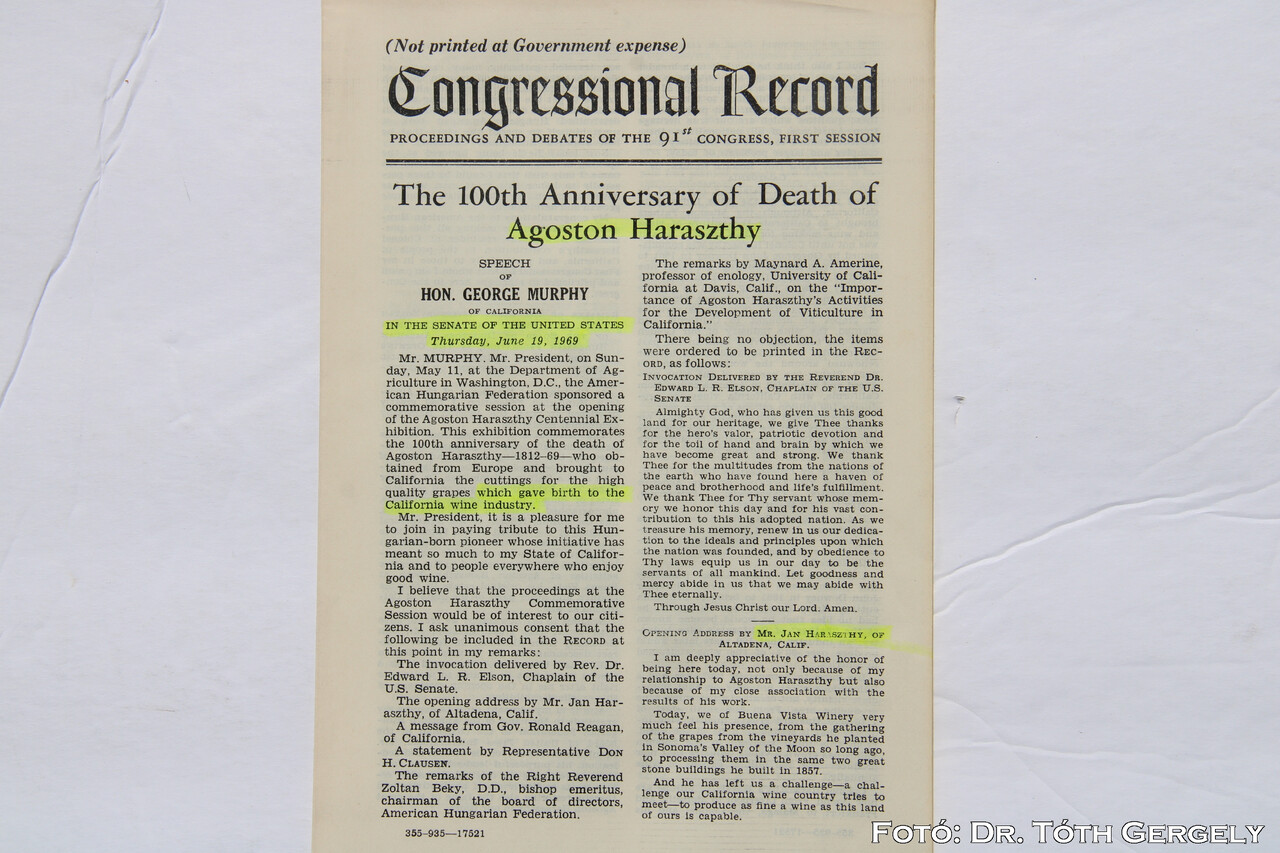 (Not printed at Government expense)
Congressional Record
PROCEEDINGS AND DEBATES OF THE 91st CONGRESS, FIRST SESSION
The 100th Anniversary of Death of
Agoston Haraszthy
SPEECH
OF
HON. GEORGE MURPHY
OF CALIFORNIA
IN THE SENATE OF THE UNITED STATES
Thursday, June 19, 1969
Mr. MURPHY. Mr. President, on Sun-
day, May 11, at the Department of Ag-
riculture in Washington, D.C., the Amer-
ican Hungarian Federation sponsored a
commemorative session at the opening
of the Agoston Haraszthy Centennial Ex-
hibition. This exhibition commemorates
the 100th anniversary of the death of
Agoston Haraszthy—1812–69—who ob-
tained from Europe and brought to
California the cuttings for the high
quality grapes which gave birth to the
California wine industry.
Mr. President, it is a pleasure for me
to join in paying tribute to this Hun-
garian-born pioneer whose initiative has
meant so much to my State of Califor-
nia and to people everywhere who enjoy
good wine.
I believe that the proceedings at the
Agoston Haraszthy Commemorative
Session would be of interest to our citi-
zens. I ask unanimous consent that the
following be included in the RECORD at
this point in my remarks:
The invocation delivered by Rev. Dr.
Edward L. R. Elson, Chaplain of the
U.S. Senate.
The opening address by Mr. Jan Har-
aszthy, of Altadena, Calif.
A message from Gov. Ronald Reagan,
of California.
A statement by Representative DON
H. CLAUSEN.
The remarks of the Right Reverend
Zoltan Beky, D.D., bishop emeritus,
chairman of the board of directors,
American Hungarian Federation.
355–935—17521
The remarks by Maynard A. Amerine,
professor of enology, University of Cali-
fornia at Davis, Calif., on the "Impor-
tance of Agoston Haraszthy's Activities
for the Development of Viticulture in
California."
There being no objection, the items
were ordered to be printed in the REC-
ORD, as follows:
INVOCATION DELIVERED BY THE REVEREND DR.
EDWARD L. R. ELSON, CHAPLAIN OF THE U.S.
SENATE
Almighty God, who has given us this good
land for our heritage, we give Thee thanks
for the hero's valor, patriotic devotion and
for the toil of hand and brain by which we
have become great and strong. We thank
Thee for the multitudes from the nations of
the earth who have found here a haven of
peace and brotherhood and life's fulfillment.
We thank Thee for Thy servant whose mem-
ory we honor this day and for his vast con-
tribution to this his adopted nation. As we
treasure his memory, renew in us our dedica-
tion to the ideals and principles upon which
the nation was founded, and by obedience to
Thy laws equip us in our day to be the
servants of all mankind. Let goodness and
mercy abide in us that we may abide with
Thee eternally.
Through Jesus Christ our Lord. Amen.
OPENING ADDRESS BY MR. JAN HARASZTHY, OF
ALTADENA, CALIF.
I am deeply appreciative of the honor of
being here today, not only because of my
relationship to Agoston Haraszthy but also
because of my close association with the
results of his work.
Today, we of Buena Vista Winery very
much feel his presence, from the gathering
of the grapes from the vineyards he planted
in Sonoma's Valley of the Moon so long ago,
to processing them in the same two great
stone buildings he built in 1857.
And he has left us a challenge—a chal-
lenge our California wine country tries to
meet—to produce as fine a wine as this land
of ours is capable.
FOTÓ: DR. TÓTH GERGELY